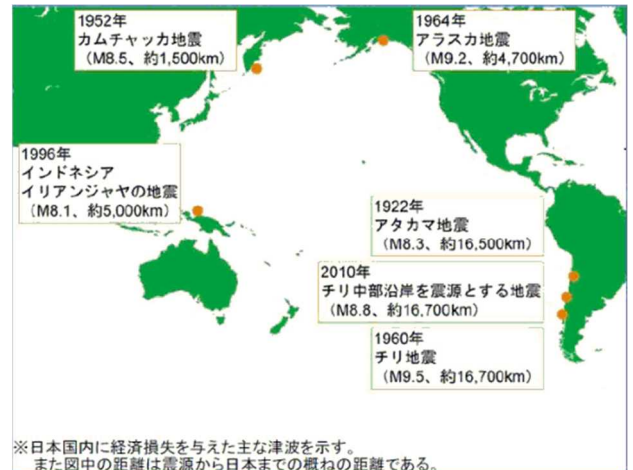 1952年
カムチャッカ地震
（M8.5、約1,500km）
1964年
アラスカ地震
（M9.2、約4,700km）
1996年
インドネシア
イリアンジャヤの地震
（M8.1、約5,000km）
1922年
アタカマ地震
（M8.3、約16,500km）
2010年
チリ中部沿岸を震源とする地震
（M8.8、約16,700km）
1960年
チリ地震
（M9.5、約16,700km）
※日本国内に経済損失を与えた主な津波を示す。
また図中の距離は震源から日本までの概ねの距離である。